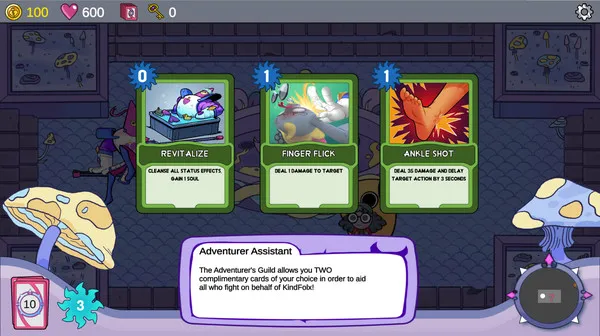 100 600 0
0 1 1
REVITALIZE FINGER FLICK ANKLE SHOT
CLEANSE ALL STATUS EFFECTS,
GAIN 1 SOUL
DEAL 1 DAMAGE TO TARGET
DEAL 35 DAMAGE AND DELAY
TARGET ACTION BY 3 SECONDS
Adventurer Assistant
The Adventurer's Guild allows you TWO
complimentary cards of your choice in order to aid
all who fight on behalf of KindFolx!
10 3